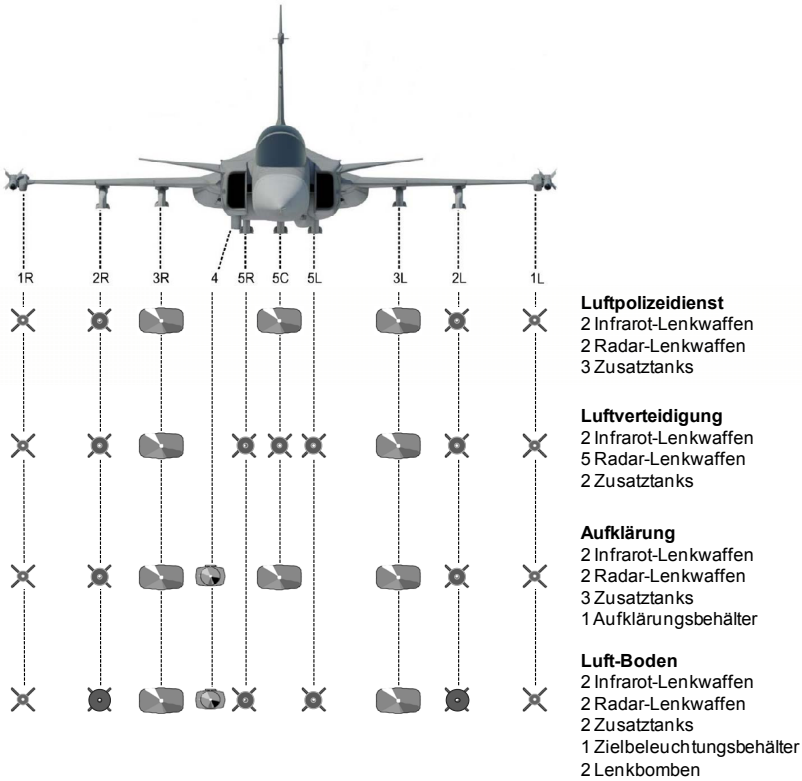 1R 2R 3R 4 5R 5C 5L 3L 2L 1L
Luftpolizeidienst
2 Infrarot-Lenkwaffen
2 Radar-Lenkwaffen
3 Zusatztanks
Luftverteidigung
2 Infrarot-Lenkwaffen
5 Radar-Lenkwaffen
2 Zusatztanks
Aufklärung
2 Infrarot-Lenkwaffen
2 Radar-Lenkwaffen
3 Zusatztanks
1 Aufklärungsbehälter
Luft-Boden
2 Infrarot-Lenkwaffen
2 Radar-Lenkwaffen
2 Zusatztanks
1 Zielbeleuchtungsbehälter
2 Lenkbomben